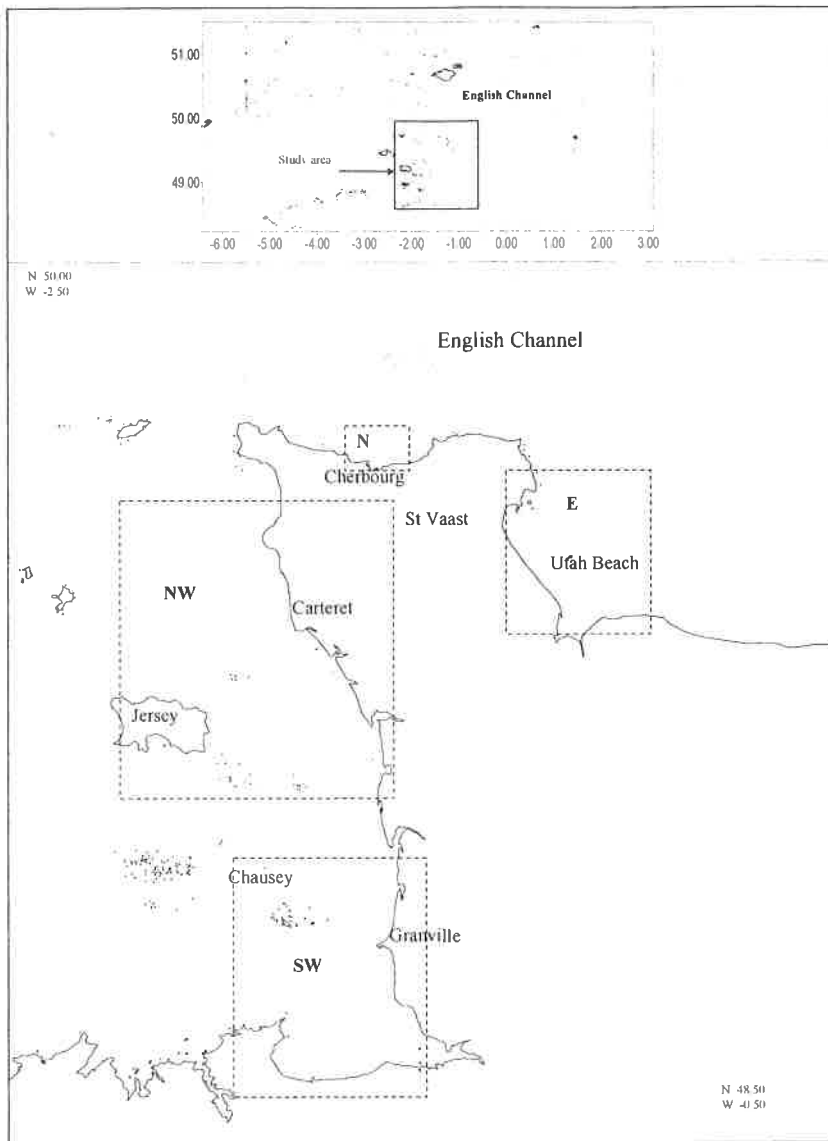 51.00
English Channel
50.00
Study area
49.00
-6.00 -5.00 -4.00 -3.00 -2.00 -1.00 0.00 1.00 2.00 3.00
N 50.00
W -2.50
English Channel
N
Cherbourg
St Vaast
E
Utah Beach
NW
Carteret
Jersey
Chausey
Granville
SW
N 48.50
W -0.50